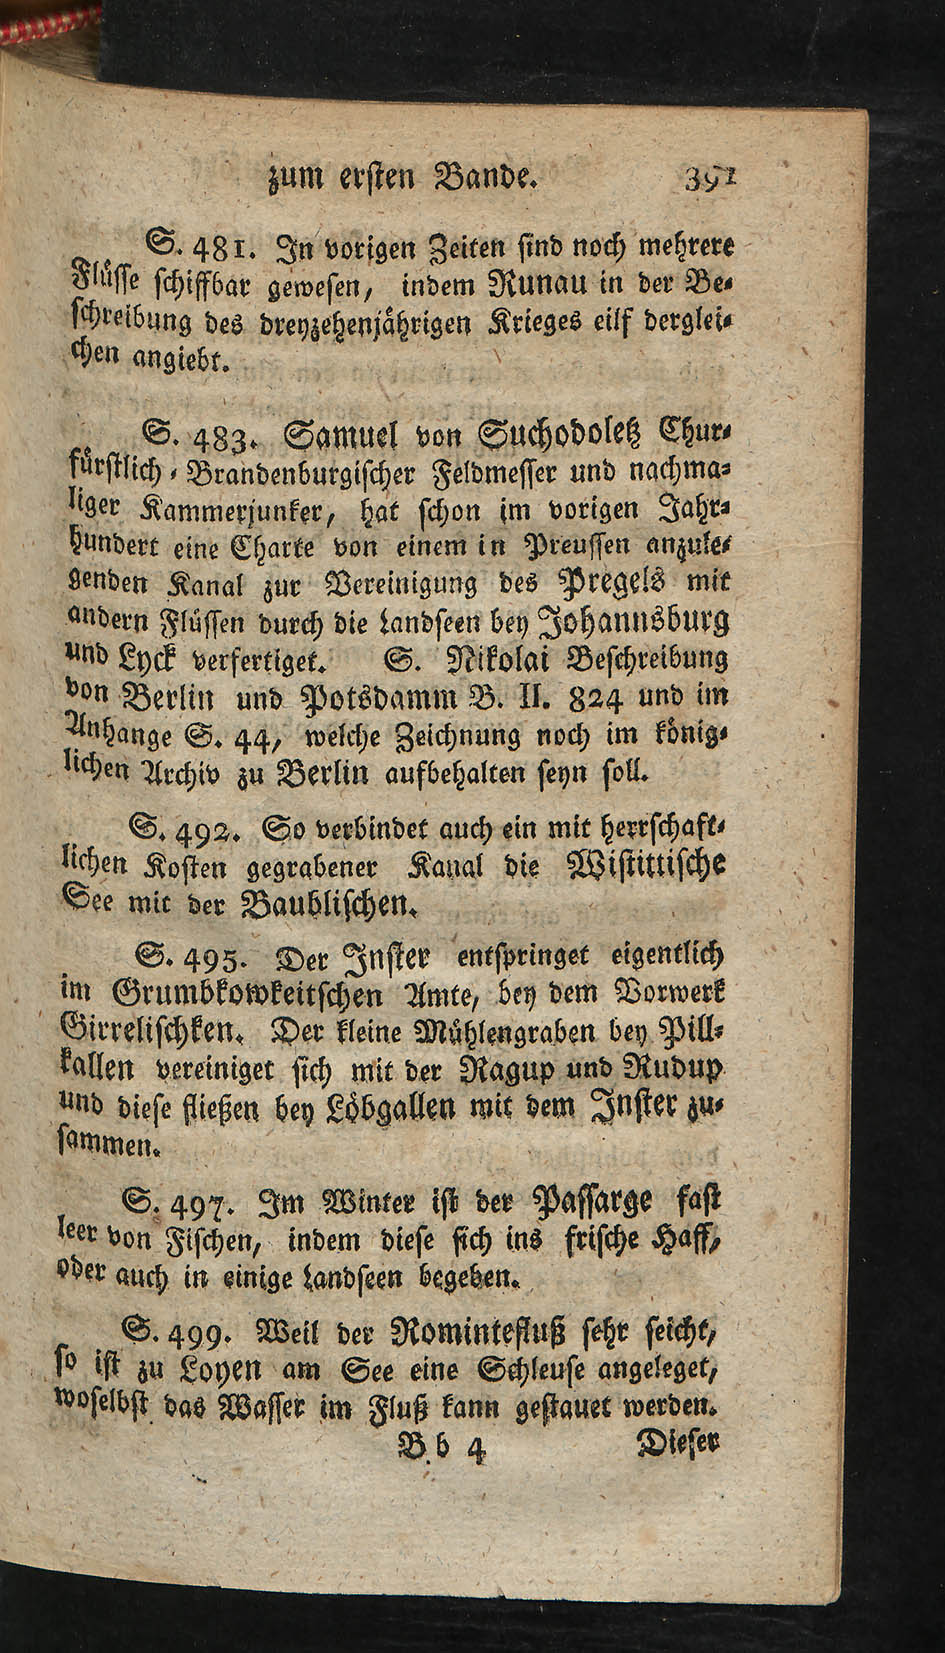 zum ersten Bande. 391
S. 481. In vorigen Zeiten sind noch mehrere
Flüsse schiffbar gewesen, indem Runau in der Be-
schreibung des dreyzehenjährigen Krieges eilf derglei-
chen angiebt.
S. 483. Samuel von Suchodoletz Chur-
fürstlich-Brandenburgischer Feldmesser und nachma-
liger Kammerjunker, hat schon im vorigen Jahr-
hundert eine Charte von einem in Preussen anzule-
genden Kanal zur Vereinigung des Pregels mit
andern Flüssen durch die Landseen bey Johannsburg
und Lyck verfertiget. S. Nikolai Beschreibung
von Berlin und Potsdamm B. II. 824 und im
Anhange S. 44, welche Zeichnung noch im könig-
lichen Archiv zu Berlin aufbehalten seyn soll.
S. 492. So verbindet auch ein mit herrschaft-
lichen Kosten gegrabener Kanal die Wistittische
See mit der Baublischen.
S. 495. Der Inster entspringet eigentlich
im Grumbkowkeitschen Amte, bey dem Vorwerk
Girrelischken. Der kleine Mühlengraben bey Pill-
kallen vereiniget sich mit der Ragup und Rudup
und diese fließen bey Löbgallen mit dem Inster zu-
sammen.
S. 497. Im Winter ist der Passarge fast
leer von Fischen, indem diese sich ins frische Haff,
oder auch in einige Landseen begeben.
S. 499. Weil der Romintefluß sehr seicht,
so ist zu Loyen am See eine Schleuse angeleget,
woselbst das Wasser im Fluß kann gestauet werden.
B b 4 Dieser